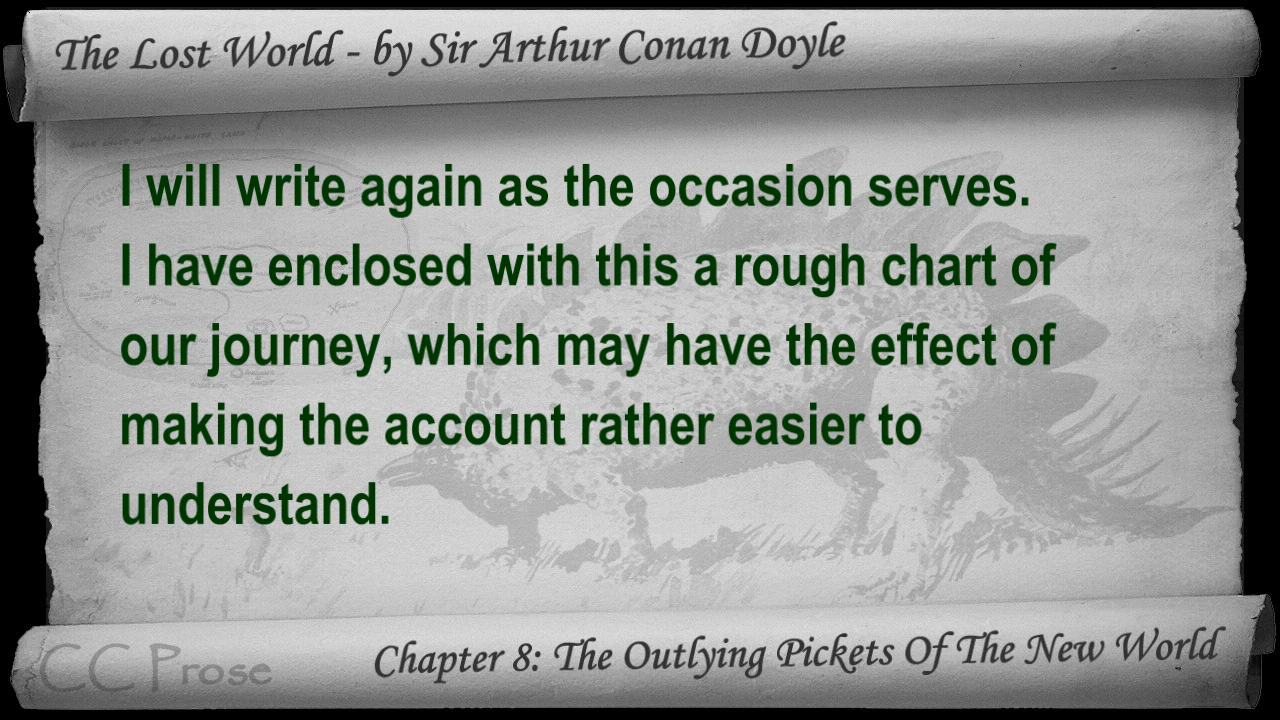 The Lost World - by Sir Arthur Conan Doyle
I will write again as the occasion serves.
I have enclosed with this a rough chart of
our journey, which may have the effect of
making the account rather easier to
understand.
CC Prose
Chapter 8: The Outlying Pickets Of The New World